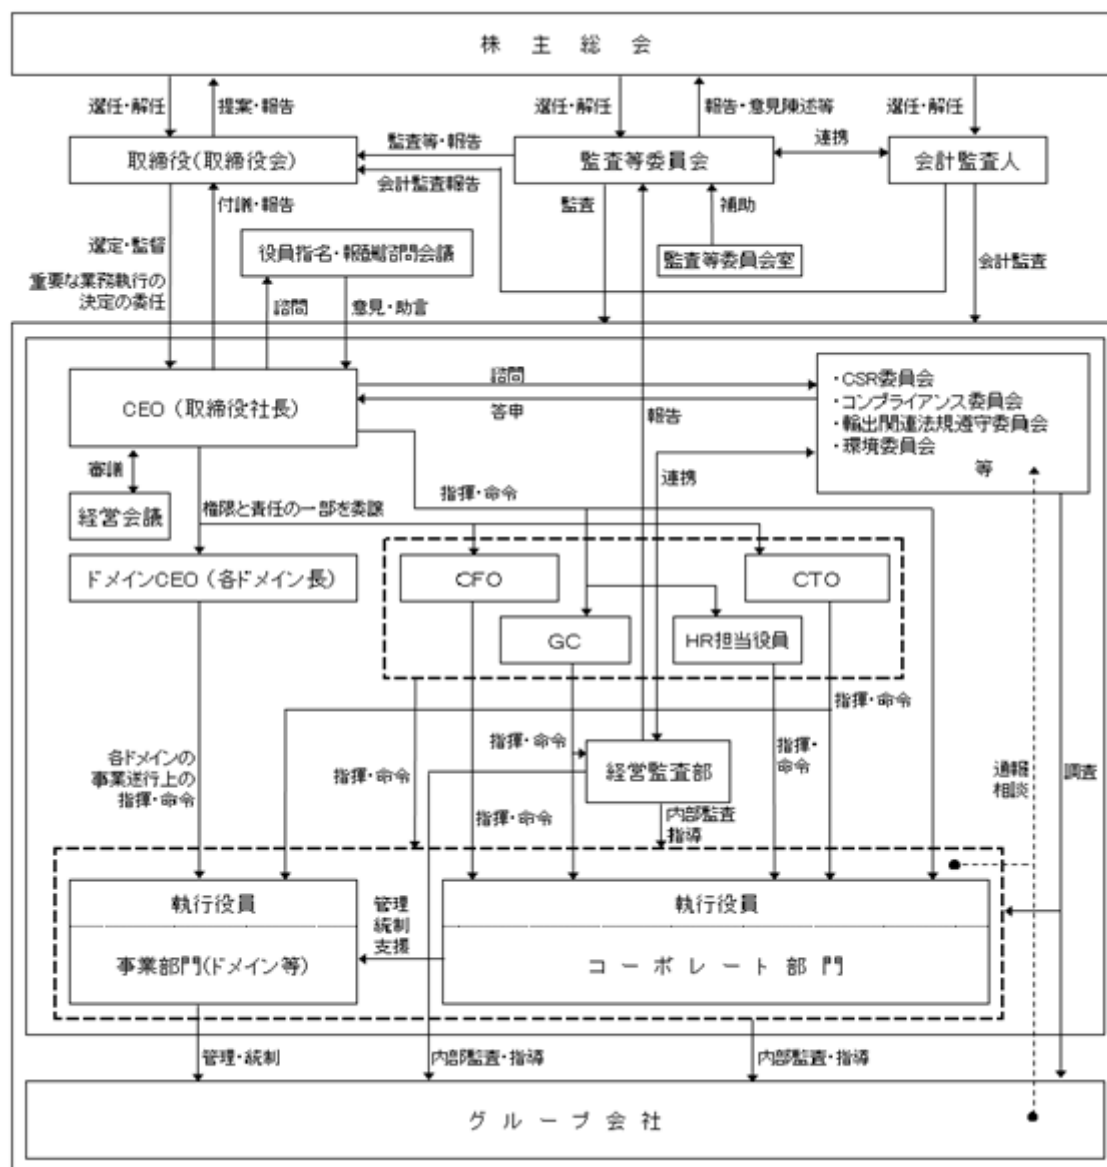 株主総会
選任・解任
提案・報告
選任・解任
報告・意見陳述等
選任・解任
取締役(取締役会)
監査等・報告
会計監査報告
監査等委員会
連携
会計監査人
付議・報告
監査
補助
選定・監督
重要な業務執行の
決定の委任
役員指名・報酬諮問会議
監査等委員会室
会計監査
諮問
意見・助言
CEO(取締役社長)
諮問
答申
・CSR委員会
・コンプライアンス委員会
・輸出関連法規遵守委員会
・環境委員会
等
報告
審議
連携
経営会議
権限と責任の一部を委譲
指揮・命令
ドメインCEO(各ドメイン長)
CFO
CTO
GC
HR担当役員
指揮・命令
各ドメインの
事業遂行上の
指揮・命令
指揮・命令
指揮・命令
経営監査部
指揮・
命令
通報
相談
調査
指揮・命令
内部監査
指導
執行役員
事業部門(ドメイン等)
管理
統制
支援
執行役員
コーポレート部門
管理・統制
内部監査・指導
内部監査・指導
グループ会社